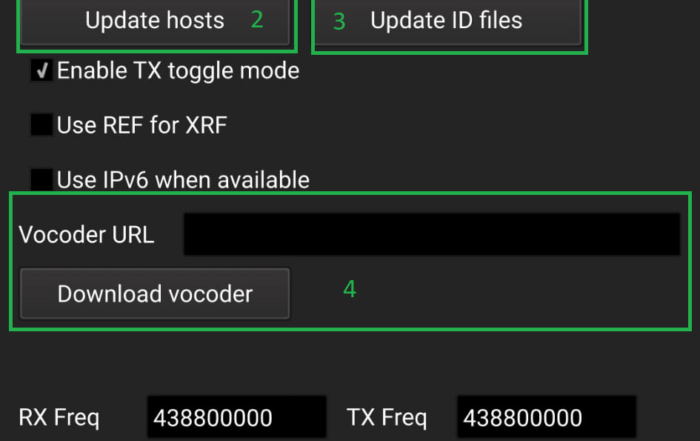 Update hosts 2 3 Update ID files
Enable TX toggle mode
Use REF for XRF
Use IPv6 when available
Vocoder URL
Download vocoder 4
RX Freq 438800000 TX Freq 438800000